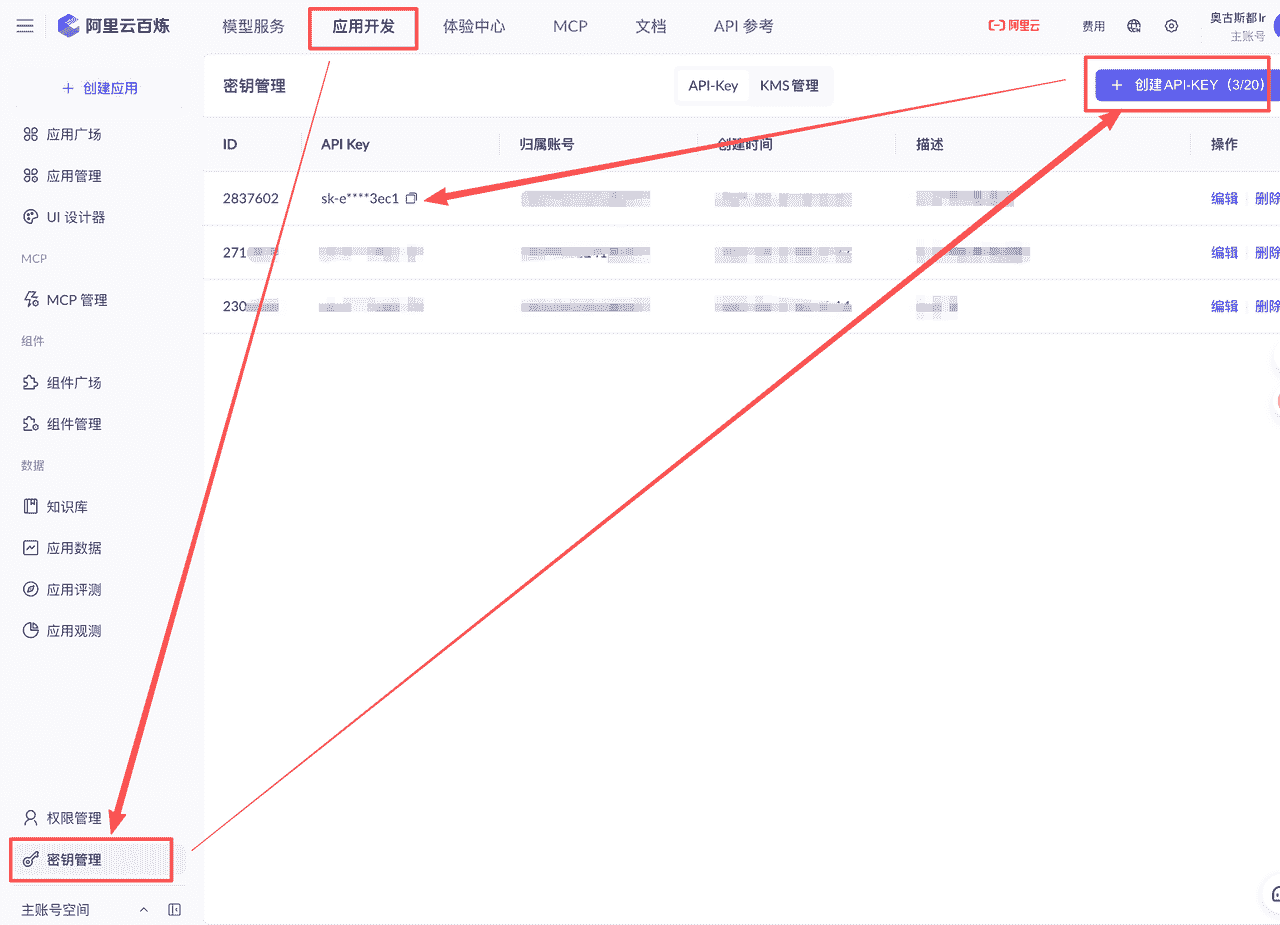 阿里云百炼 模型服务 应用开发 体验中心 MCP 文档 API 参考 阿里云 费用 奥古斯都lr
主账号
创建应用
密钥管理 API-Key KMS管理 创建API-KEY (3/20)
应用广场
ID API Key 归属账号 创建时间 描述 操作
应用管理
2837602 sk-e****3ec1 编辑 删除
UI 设计器
271 编辑 删除
MCP
MCP 管理
230 编辑 删除
组件
组件广场
组件管理
数据
知识库
应用数据
应用评测
应用观测
权限管理
密钥管理
主账号空间